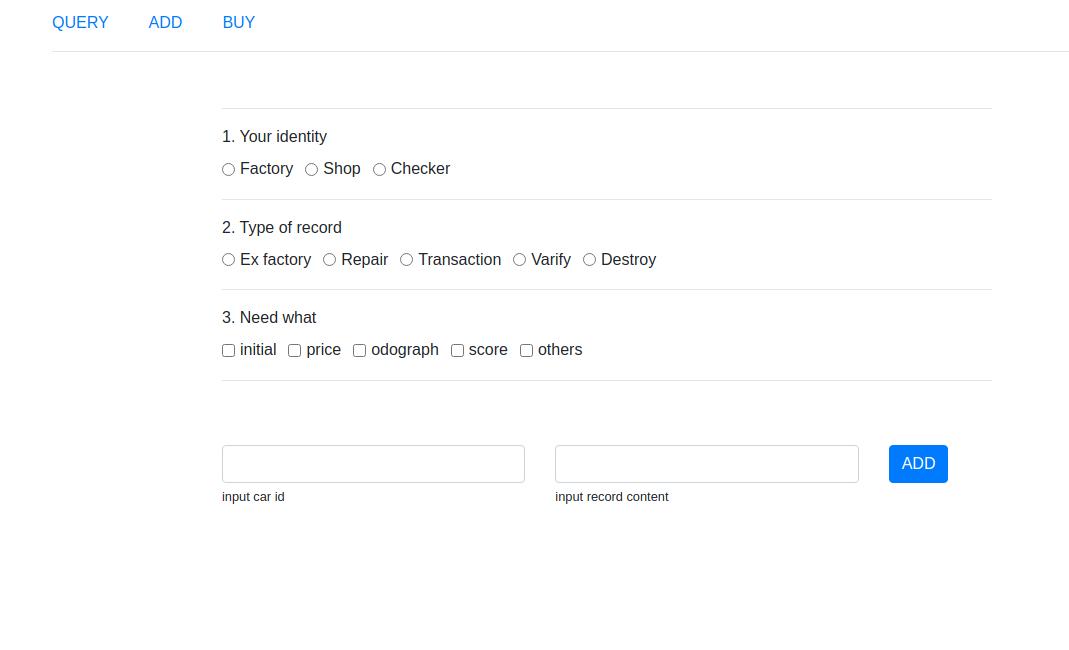 QUERY ADD BUY
1. Your identity
Factory Shop Checker
2. Type of record
Ex factory Repair Transaction Varify Destroy
3. Need what
initial price odograph score others
ADD
input car id input record content